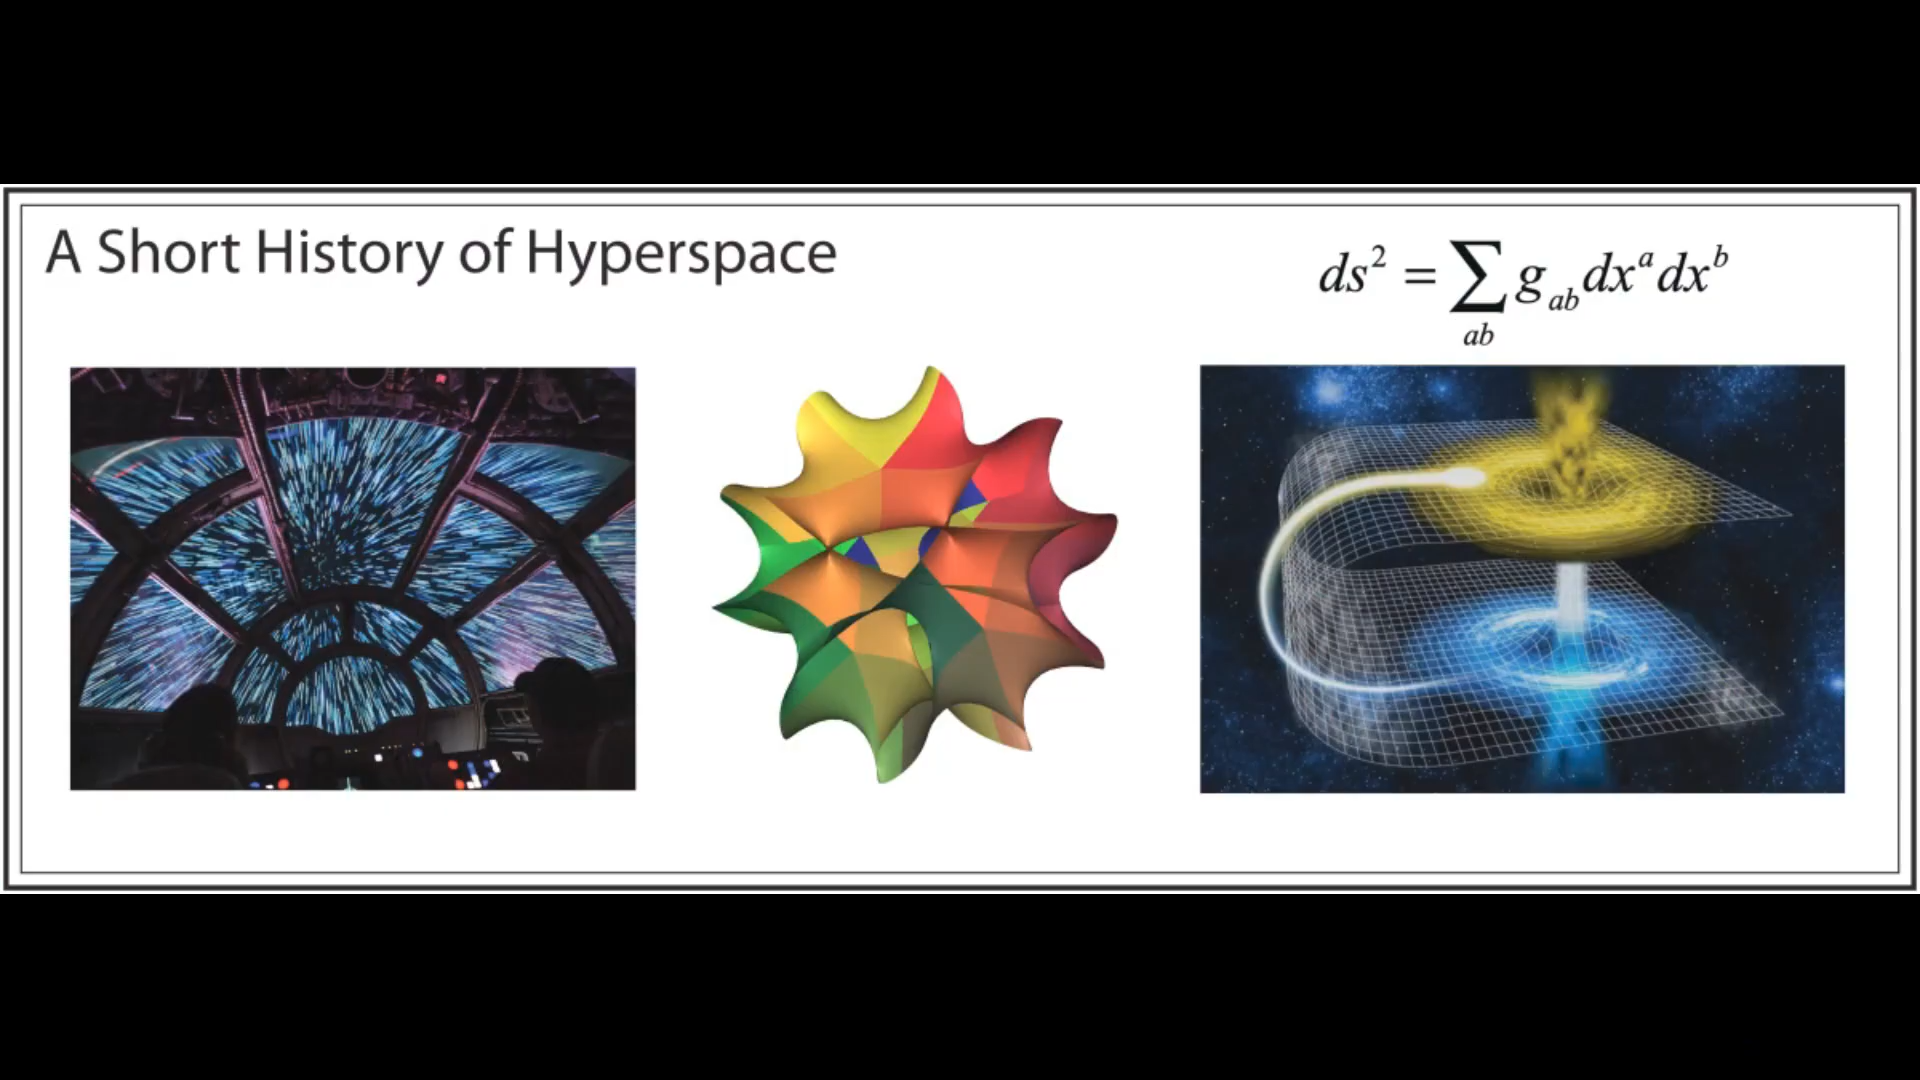 A Short History of Hyperspace
ds² = ∑ g_ab dx^a dx^b
ab